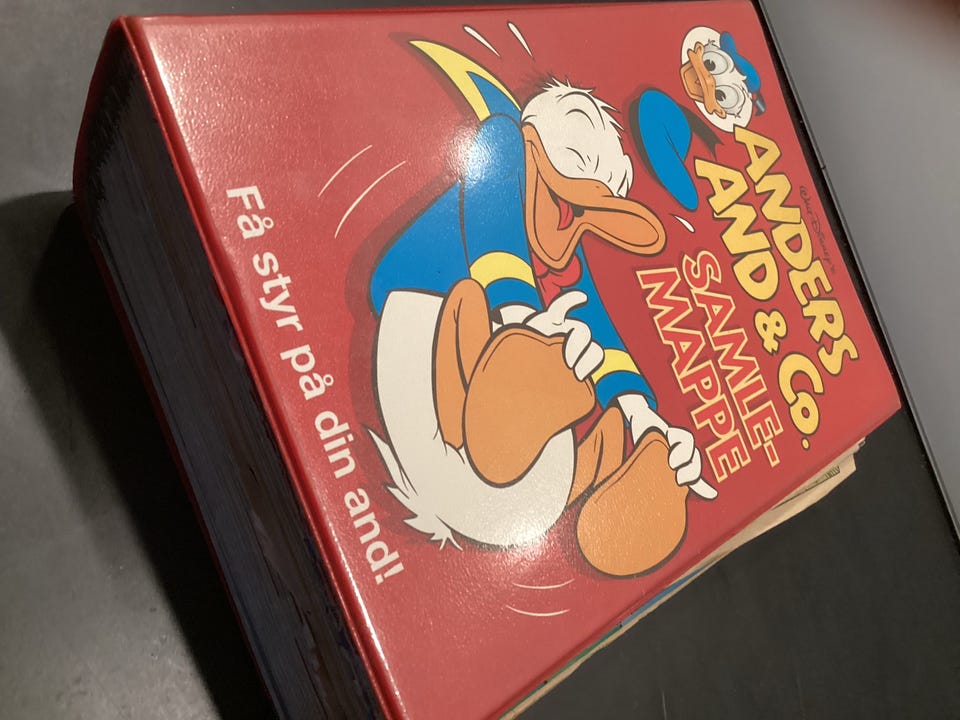 Walt Disney's
ANDERS
AND & Co.
SAMLE-
MAPPE
Få styr på din and!